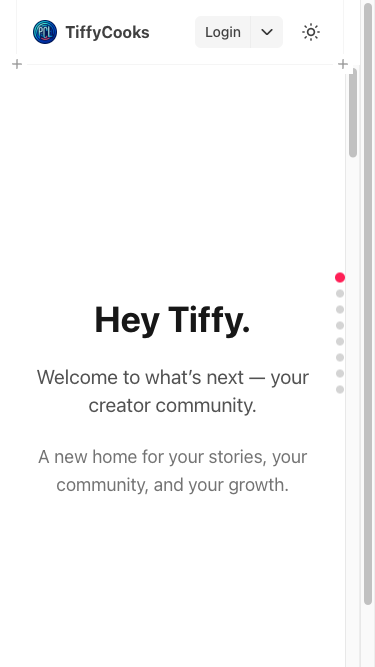 PCL
TiffyCooks
Login
Hey Tiffy.
Welcome to what’s next — your
creator community.
A new home for your stories, your
community, and your growth.